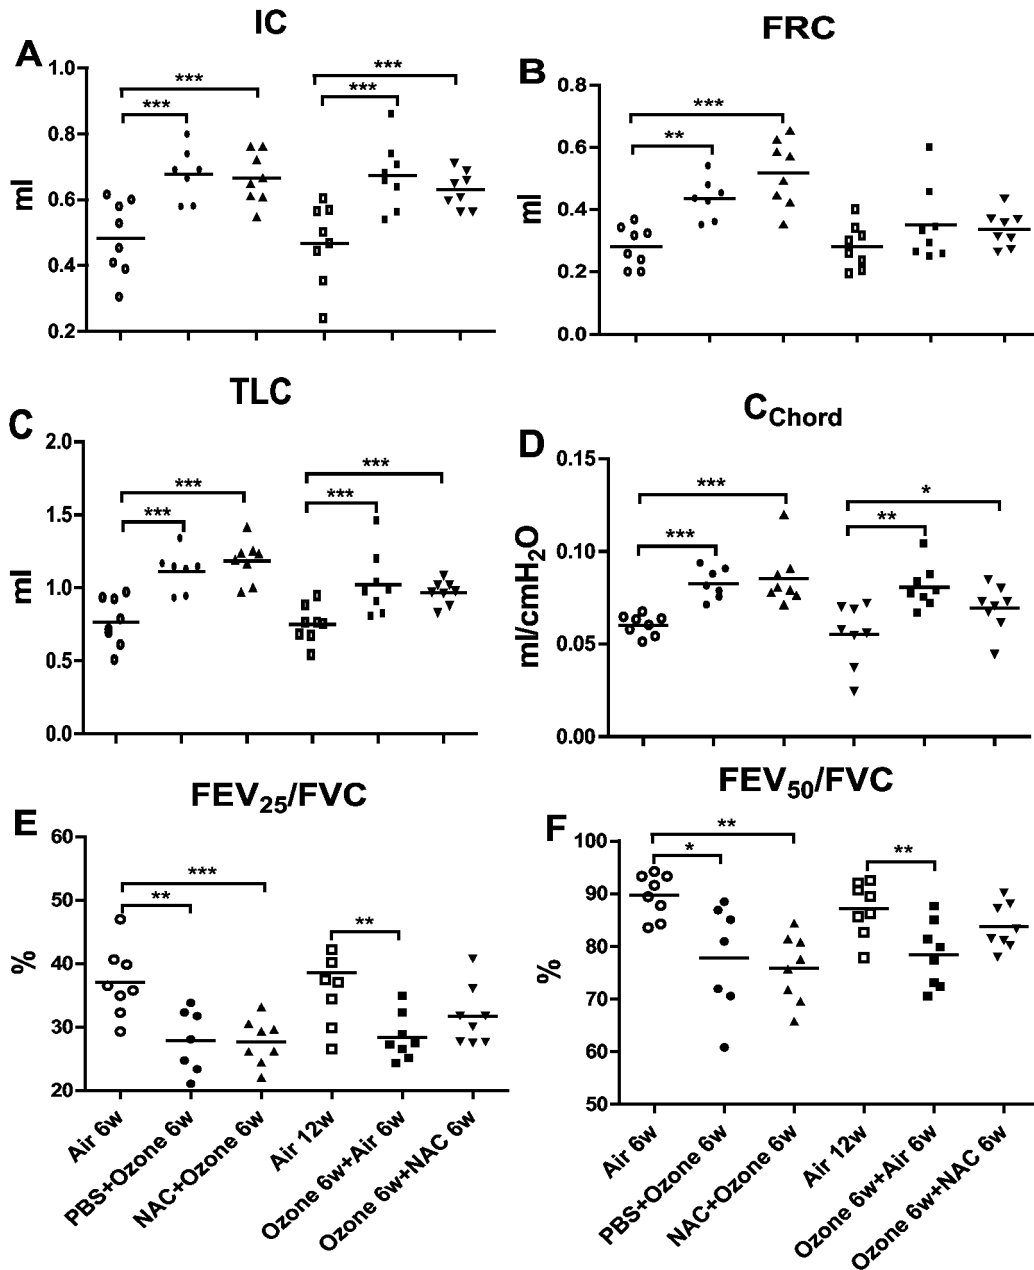 IC
A
1.0
0.8
0.6
0.4
0.2
ml
***
***
***
***
FRC
B
0.8
0.6
0.4
0.2
0.0
ml
***
**
TLC
C
2.0
1.5
1.0
0.5
0.0
ml
***
***
***
***
C Chord
D
0.15
0.10
0.05
0.00
ml/cmH2O
***
***
*
**
FEV25/FVC
E
60
50
40
30
20
%
***
**
**
Air 6w
PBS+Ozone 6w
NAC+Ozone 6w
Air 12w
Ozone 6w+Air 6w
Ozone 6w+NAC 6w
FEV50/FVC
F
100
90
80
70
60
50
%
**
*
**
Air 6w
PBS+Ozone 6w
NAC+Ozone 6w
Air 12w
Ozone 6w+Air 6w
Ozone 6w+NAC 6w